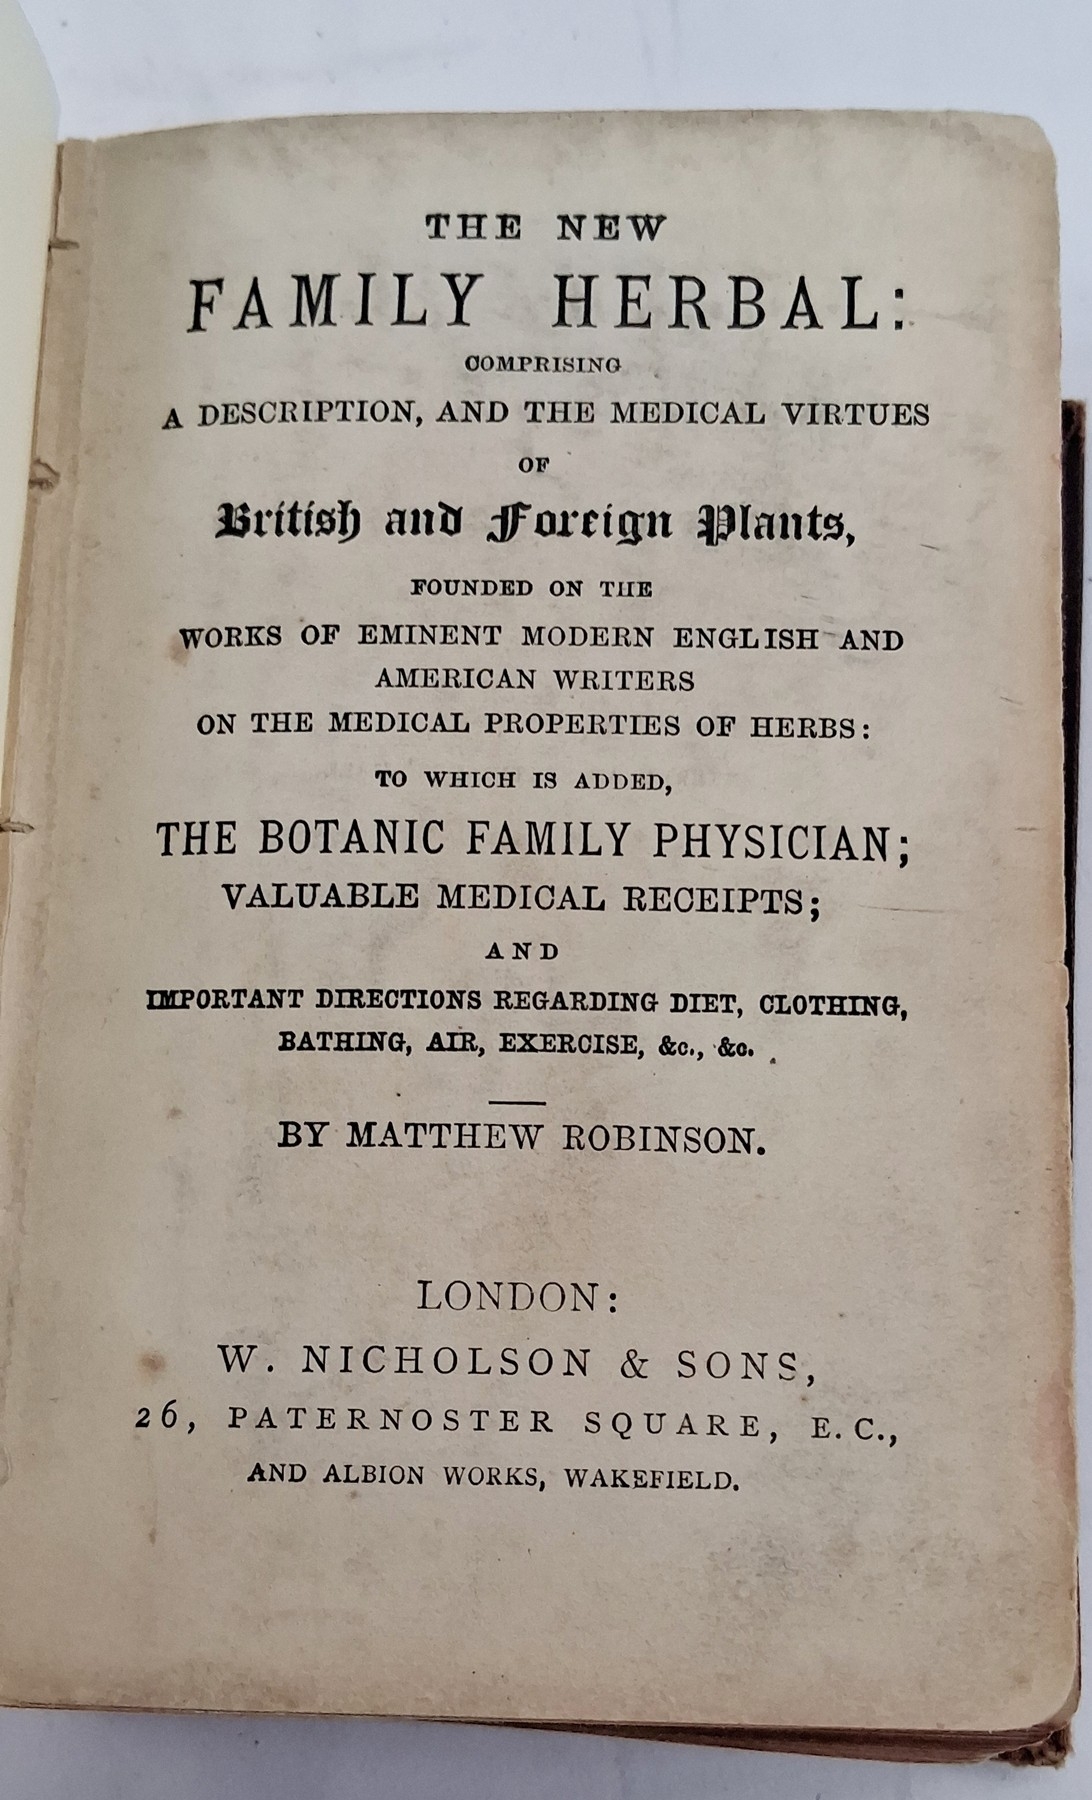 THE NEW
FAMILY HERBAL:
COMPRISING
A DESCRIPTION, AND THE MEDICAL VIRTUES
OF
British and Foreign Plants,
FOUNDED ON THE
WORKS OF EMINENT MODERN ENGLISH AND
AMERICAN WRITERS
ON THE MEDICAL PROPERTIES OF HERBS:
TO WHICH IS ADDED,
THE BOTANIC FAMILY PHYSICIAN;
VALUABLE MEDICAL RECEIPTS;
AND
IMPORTANT DIRECTIONS REGARDING DIET, CLOTHING,
BATHING, AIR, EXERCISE, &c., &c.
BY MATTHEW ROBINSON.
LONDON:
W. NICHOLSON & SONS,
26, PATERNOSTER SQUARE, E.C.,
AND ALBION WORKS, WAKEFIELD.